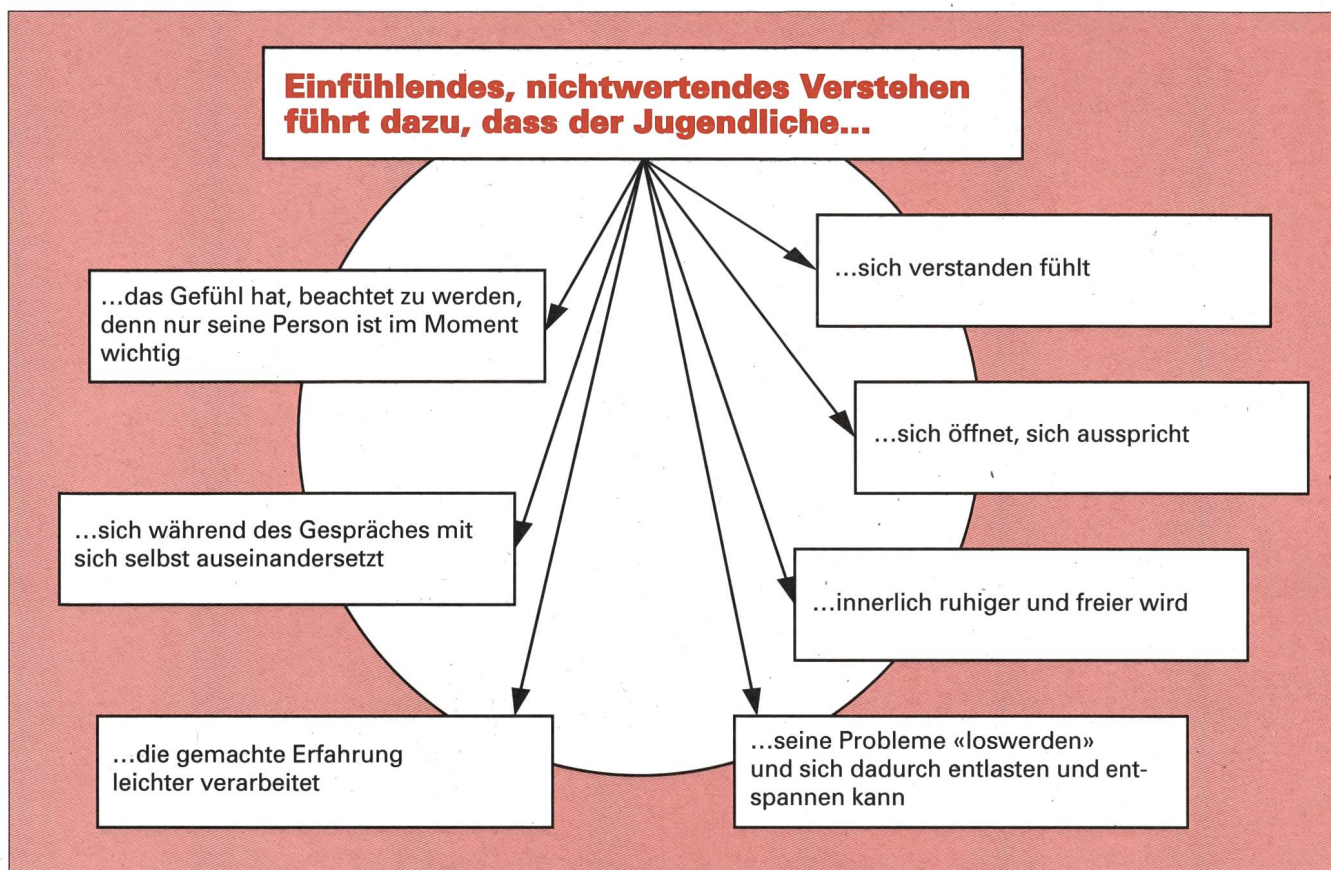 Einfühlendes, nichtwertendes Verstehen
führt dazu, dass der Jugendliche...
...sich verstanden fühlt
...das Gefühl hat, beachtet zu werden,
denn nur seine Person ist im Moment
wichtig
...sich öffnet, sich ausspricht
...sich während des Gespräches mit
sich selbst auseinandersetzt
...innerlich ruhiger und freier wird
...die gemachte Erfahrung
leichter verarbeitet
...seine Probleme «loswerden»
und sich dadurch entlasten und ent-
spannen kann